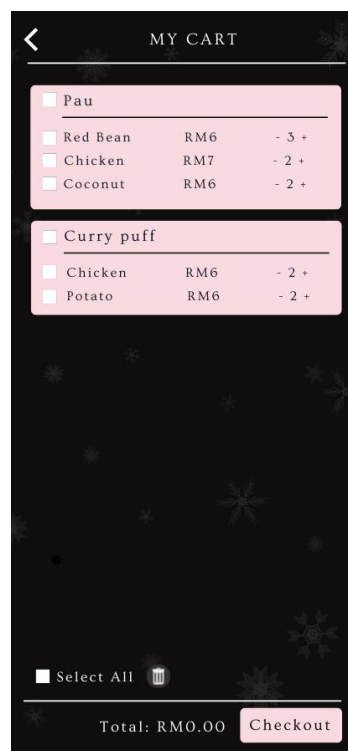 MY CART
Pau
Red Bean RM6 - 3 +
Chicken RM7 - 2 +
Coconut RM6 - 2 +
Curry puff
Chicken RM6 - 2 +
Potato RM6 - 2 +
Select All
Total: RM0.00 Checkout